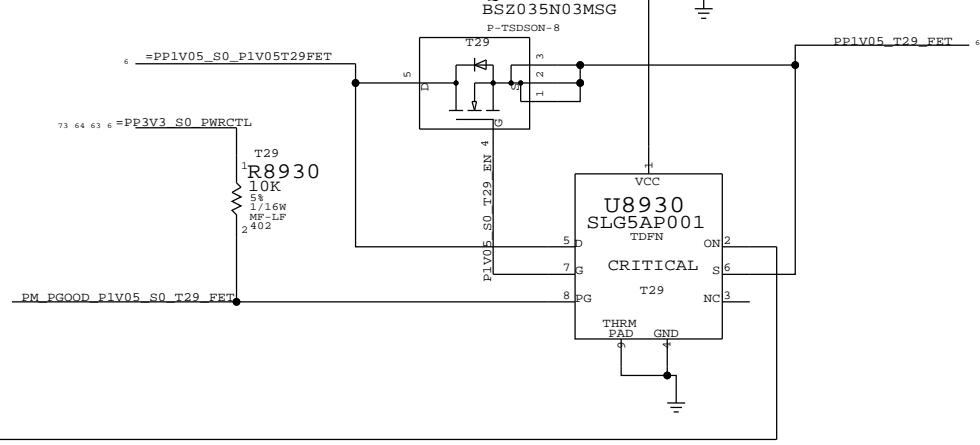 BSZ035N03MSG
P-TSDSON-8
T29
6 =PP1V05_S0_P1V05T29FET
PP1V05_T29_FET 6
5
D
3
2
1
S
G
4
73 64 63 6 =PP3V3_S0_PWRCTL
P1V05_S0_T29_EN
T29
1
R8930
10K
5%
1/16W
MF-LF
402
2
1
VCC
U8930
SLG5AP001
TDFN
5 D
ON 2
CRITICAL
7 G
S 6
T29
8 PG
NC 3
PM_PGOOD_P1V05_S0_T29_FET
THRM
PAD
GND
9
4